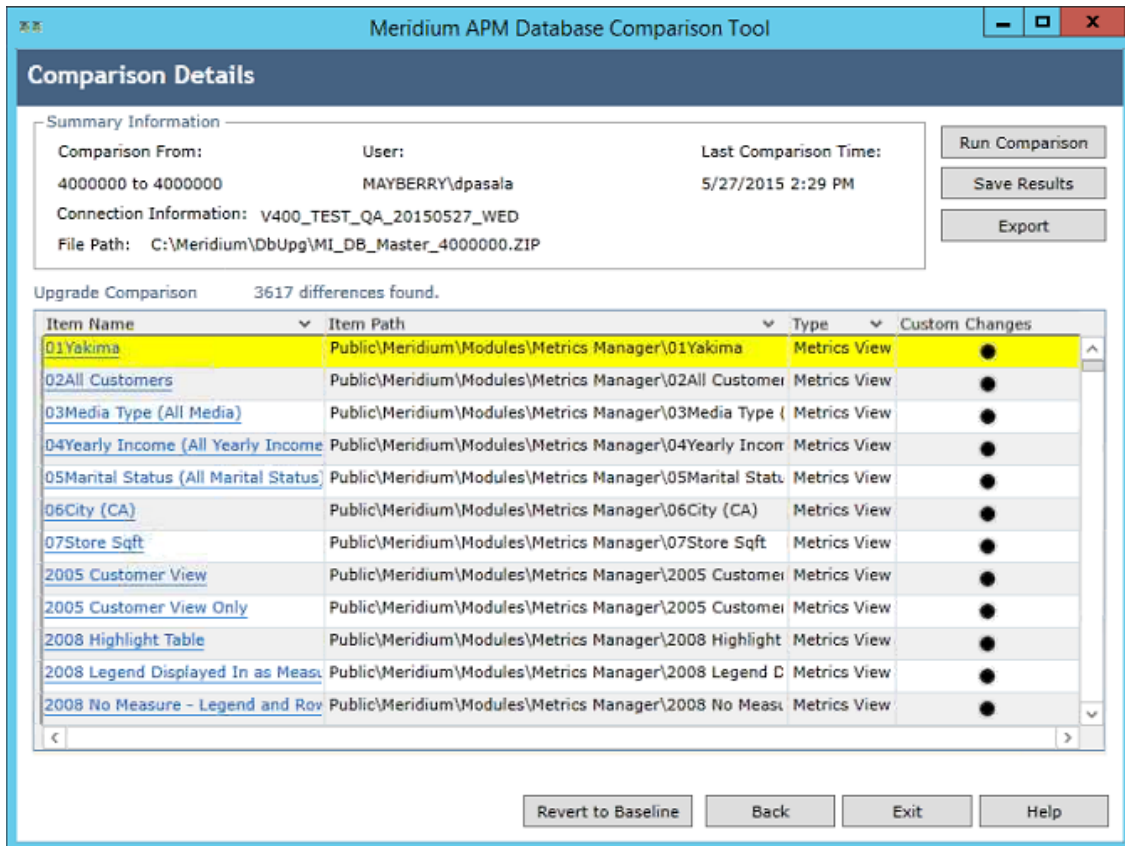 Meridium APM Database Comparison Tool
Comparison Details
Summary Information
Comparison From: User: Last Comparison Time:
4000000 to 4000000 MAYBERRY\dpasala 5/27/2015 2:29 PM
Connection Information: V400_TEST_QA_20150527_WED
File Path: C:\Meridium\DbUpg\MI_DB_Master_4000000.ZIP
Run Comparison
Save Results
Export
Upgrade Comparison 3617 differences found.
Item Name Item Path Type Custom Changes
01Yakima Public\Meridium\Modules\Metrics Manager\01Yakima Metrics View
02All Customers Public\Meridium\Modules\Metrics Manager\02All Customer Metrics View
03Media Type (All Media) Public\Meridium\Modules\Metrics Manager\03Media Type ( Metrics View
04Yearly Income (All Yearly Income Public\Meridium\Modules\Metrics Manager\04Yearly Incom Metrics View
05Marital Status (All Marital Status) Public\Meridium\Modules\Metrics Manager\05Marital Statu Metrics View
06City (CA) Public\Meridium\Modules\Metrics Manager\06City (CA) Metrics View
07Store Sqft Public\Meridium\Modules\Metrics Manager\07Store Sqft Metrics View
2005 Customer View Public\Meridium\Modules\Metrics Manager\2005 Customer Metrics View
2005 Customer View Only Public\Meridium\Modules\Metrics Manager\2005 Customer Metrics View
2008 Highlight Table Public\Meridium\Modules\Metrics Manager\2008 Highlight Metrics View
2008 Legend Displayed In as Measu Public\Meridium\Modules\Metrics Manager\2008 Legend D Metrics View
2008 No Measure - Legend and Row Public\Meridium\Modules\Metrics Manager\2008 No Measu Metrics View
Revert to Baseline Back Exit Help